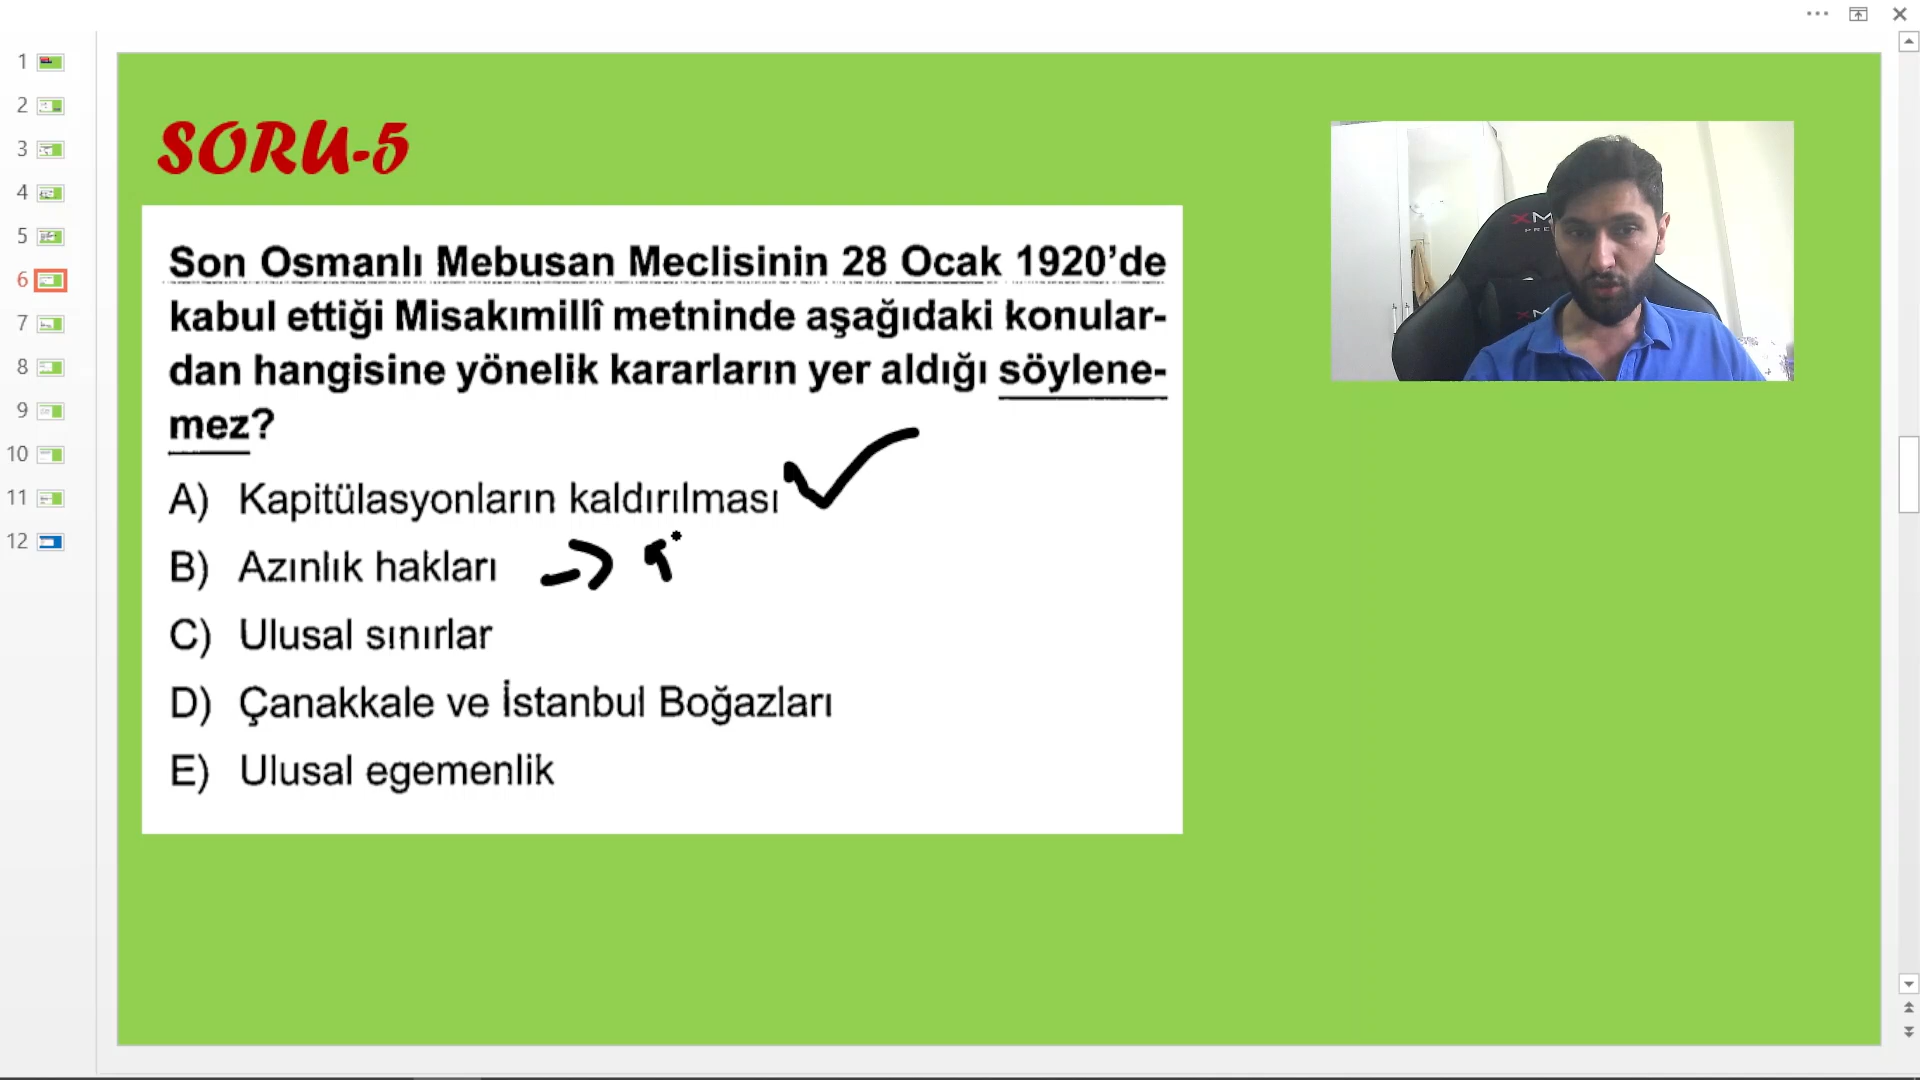 1
2
3
4
5
6
7
8
9
10
11
12
SORU-5
Son Osmanlı Mebusan Meclisinin 28 Ocak 1920’de
kabul ettiği Misakımillî metninde aşağıdaki konular-
dan hangisine yönelik kararların yer aldığı söylene-
mez?
A) Kapitülasyonların kaldırılması
B) Azınlık hakları
C) Ulusal sınırlar
D) Çanakkale ve İstanbul Boğazları
E) Ulusal egemenlik